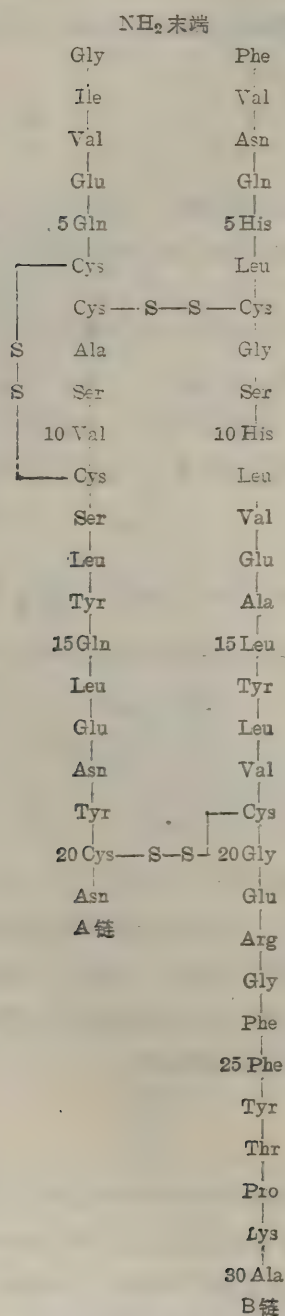 NH₂末端
Gly Phe
Ile Val
Val Asn
Glu Gln
5 Gln 5 His
Cys Leu
Cys—S—S—Cys
Ala Gly
S Ser Ser
S 10 Val 10 His
Cys Leu
Ser Val
Leu Glu
Tyr Ala
15 Gln 15 Leu
Leu Tyr
Glu Leu
Asn Val
Tyr Cys
20 Cys—S—S 20 Gly
Asn Glu
A链 Arg
Gly
Phe
25 Phe
Tyr
Thr
Pro
Lys
30 Ala
B链